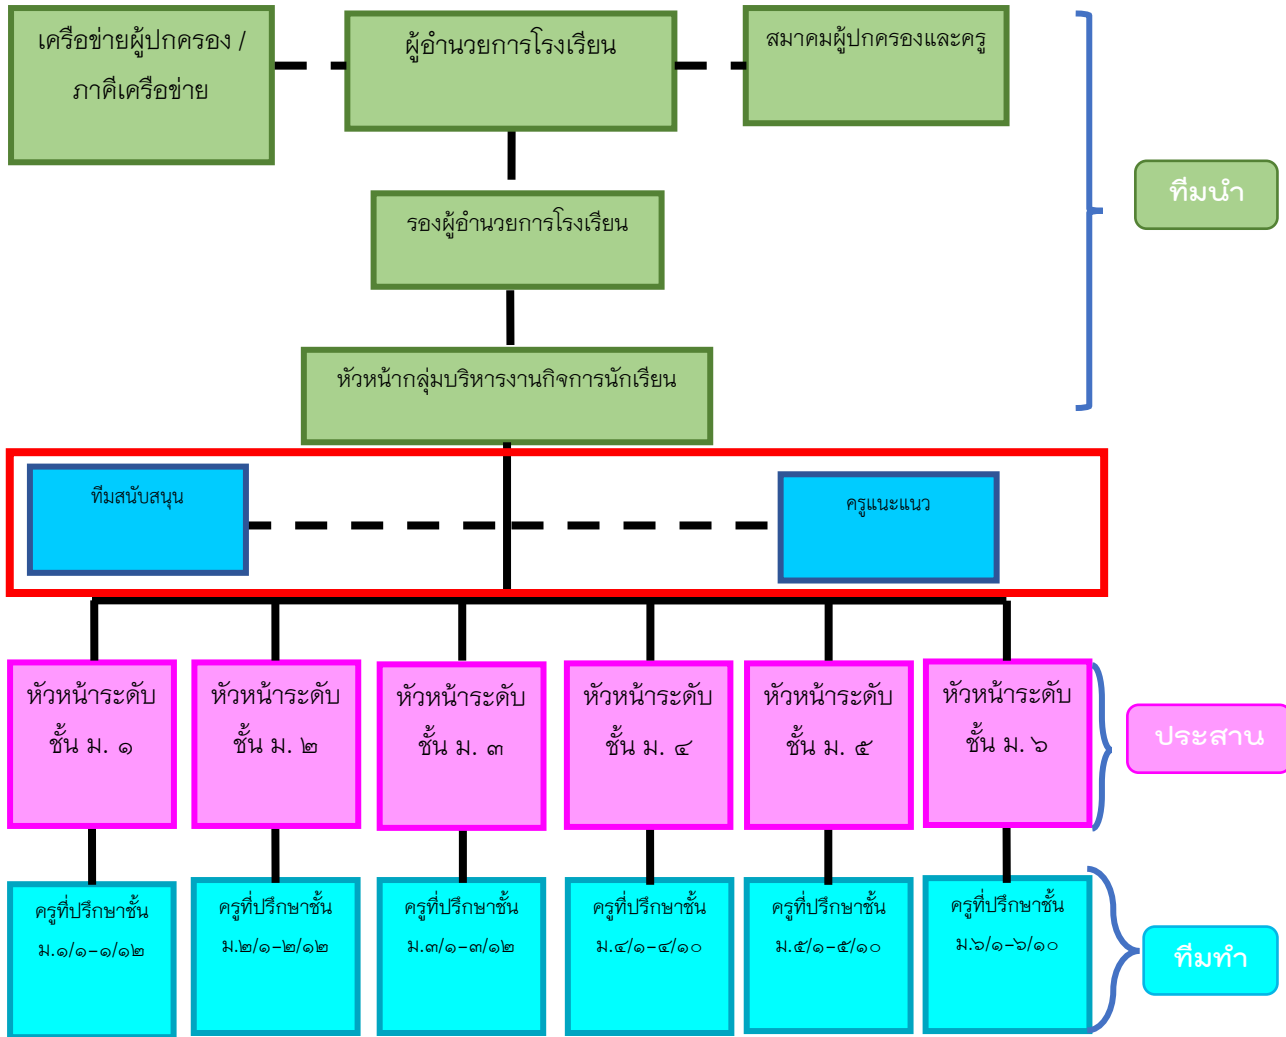 เครือข่ายผู้ปกครอง /
ภาคีเครือข่าย
ผู้อำนวยการโรงเรียน
สมาคมผู้ปกครองและครู
ทีมนำ
รองผู้อำนวยการโรงเรียน
หัวหน้ากลุ่มบริหารงานกิจการนักเรียน
ทีมสนับสนุน
ครูแนะแนว
หัวหน้าระดับ
ชั้น ม. ๑
หัวหน้าระดับ
ชั้น ม. ๒
หัวหน้าระดับ
ชั้น ม. ๓
หัวหน้าระดับ
ชั้น ม. ๔
หัวหน้าระดับ
ชั้น ม. ๕
หัวหน้าระดับ
ชั้น ม. ๖
ประสาน
ครูที่ปรึกษาชั้น
ม.๑/๑-๑/๑๒
ครูที่ปรึกษาชั้น
ม.๒/๑-๒/๑๒
ครูที่ปรึกษาชั้น
ม.๓/๑-๓/๑๒
ครูที่ปรึกษาชั้น
ม.๔/๑-๔/๑๐
ครูที่ปรึกษาชั้น
ม.๕/๑-๕/๑๐
ครูที่ปรึกษาชั้น
ม.๖/๑-๖/๑๐
ทีมทำ